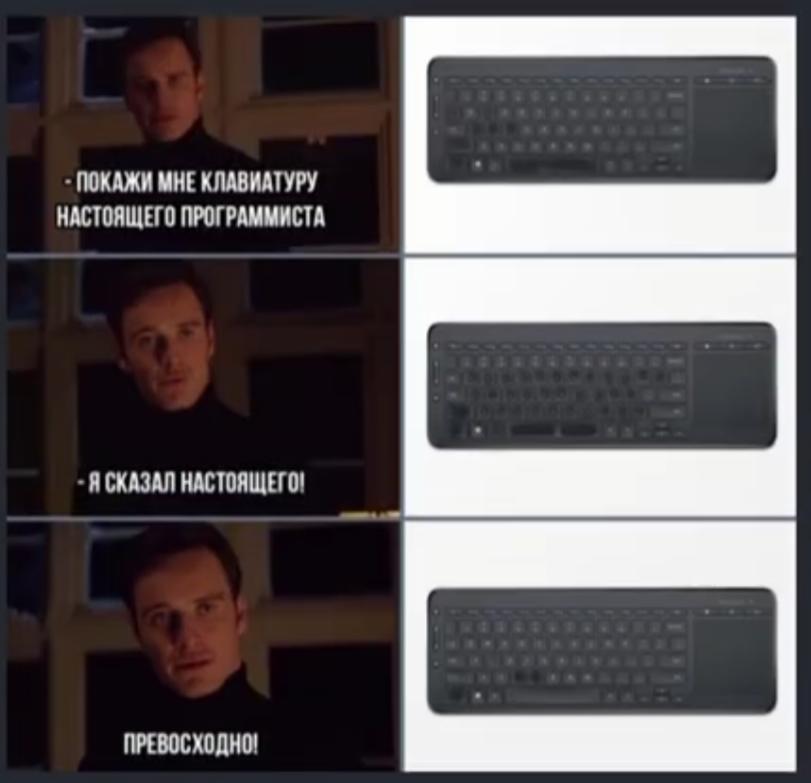 - ПОКАЖИ МНЕ КЛАВИАТУРУ
НАСТОЯЩЕГО ПРОГРАММИСТА
- Я СКАЗАЛ НАСТОЯЩЕГО!
ПРЕВОСХОДНО!